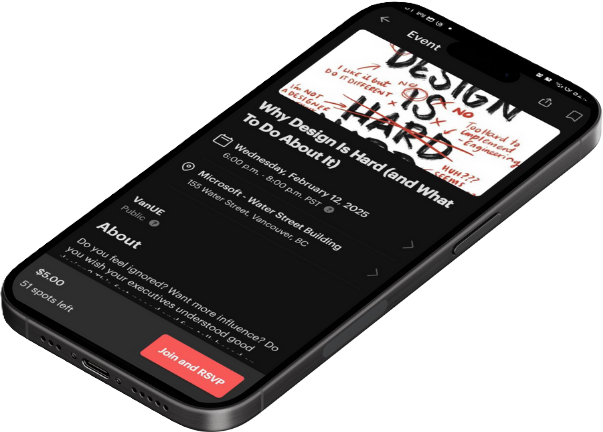 Event
DESIGN
IS
HARD
I like it but
NO
DO IT DIFFERENT
NO
I'm NOT
A DESIGNER
Too Hard to
implement
Engineering
HUH???
Why Design Is Hard (and What
To Do About It)
Wednesday, February 12, 2025
6:00 p.m. - 8:00 p.m. PST
Microsoft - Water Street Building
155 Water Street, Vancouver, BC
VanUE
Public
About
Do you feel ignored? Want more influence? Do
you wish your executives understood good
$5.00
51 spots left
Join and RSVP